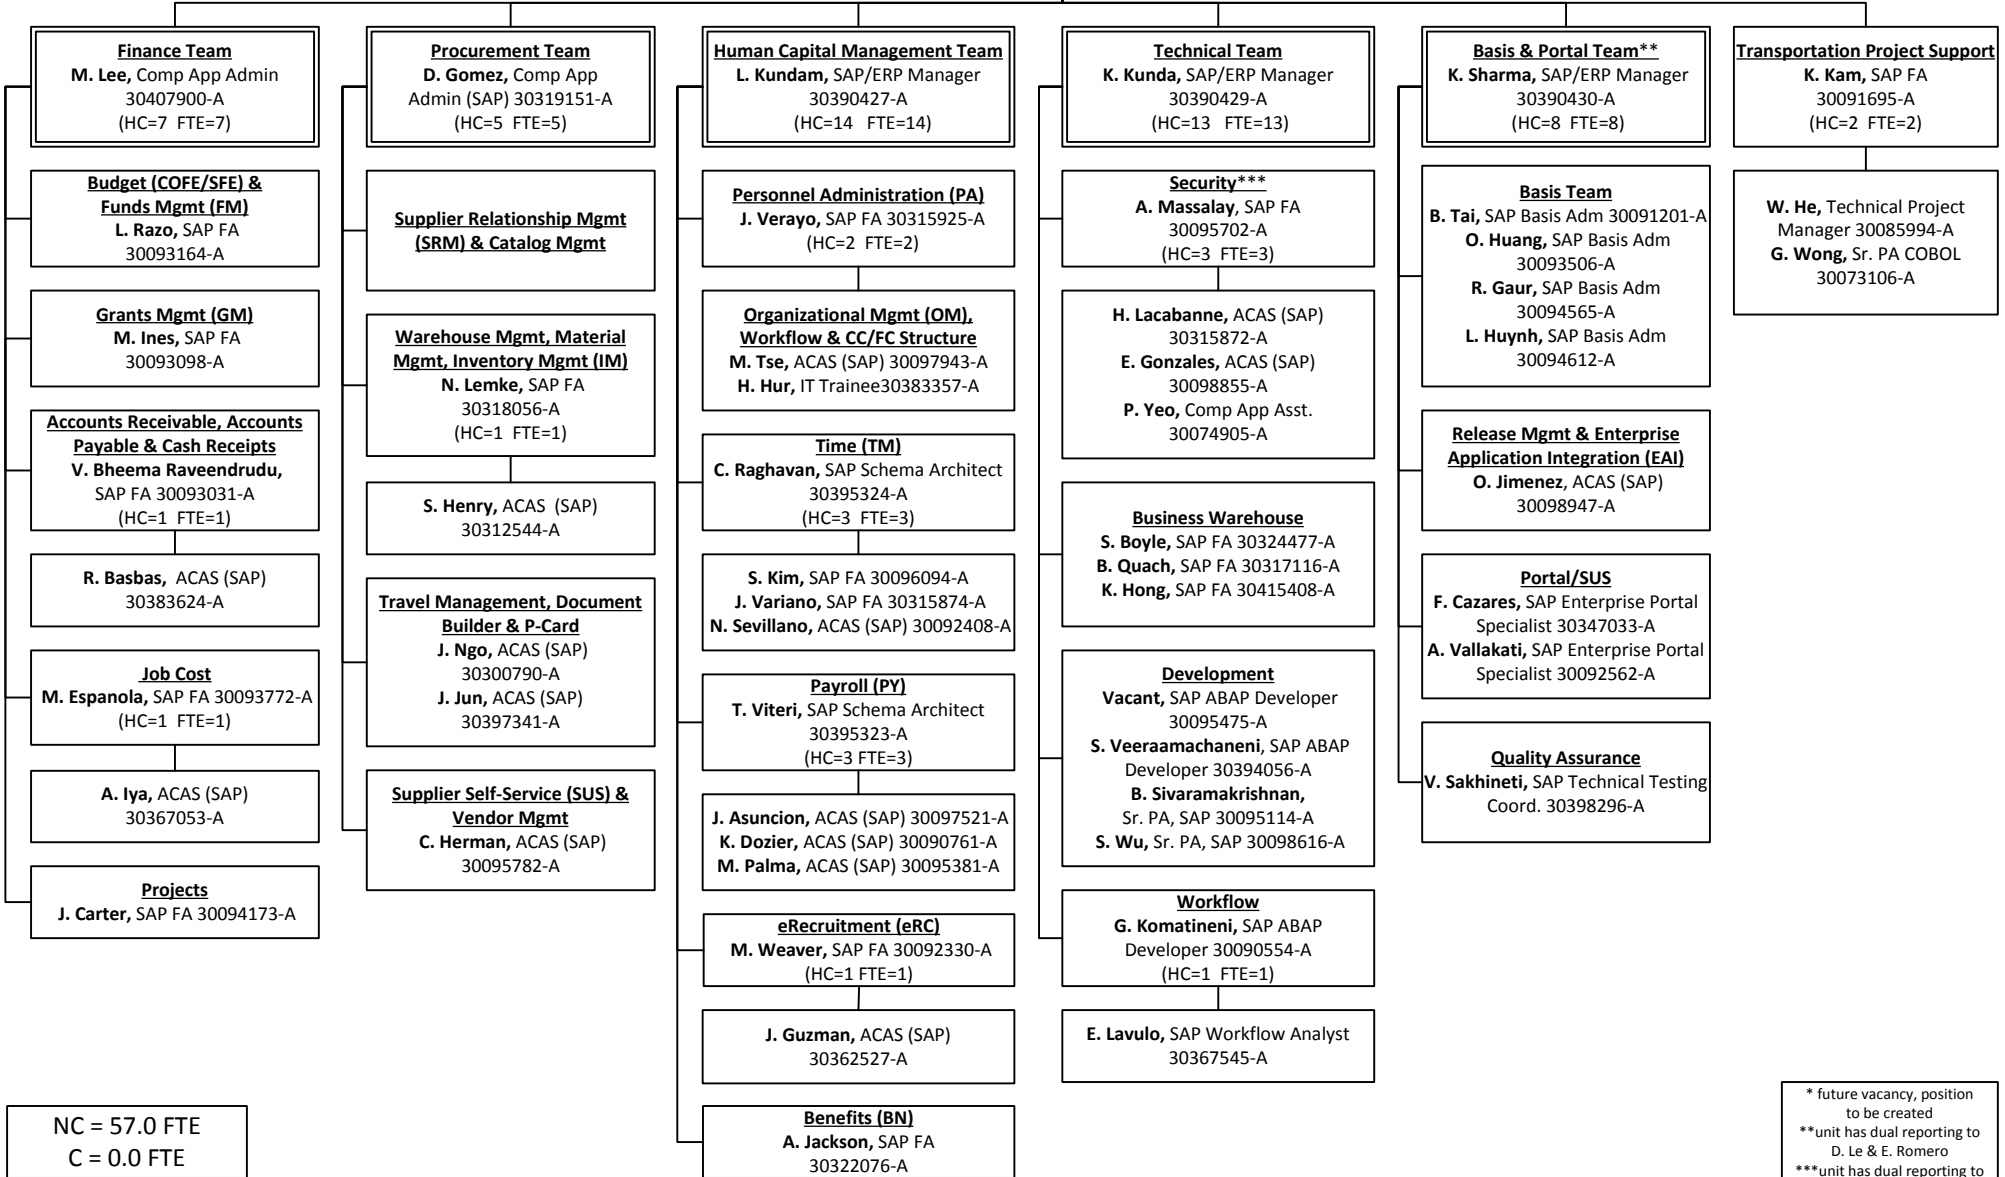 Finance Team
M. Lee, Comp App Admin
30407900-A
(HC=7 FTE=7)
Budget (COFE/SFE) &
Funds Mgmt (FM)
L. Razo, SAP FA
30093164-A
Grants Mgmt (GM)
M. Ines, SAP FA
30093098-A
Accounts Receivable, Accounts
Payable & Cash Receipts
V. Bheema Raveendrudu,
SAP FA 30093031-A
(HC=1 FTE=1)
R. Basbas, ACAS (SAP)
30383624-A
Job Cost
M. Espanola, SAP FA 30093772-A
(HC=1 FTE=1)
A. Iya, ACAS (SAP)
30367053-A
Projects
J. Carter, SAP FA 30094173-A
Procurement Team
D. Gomez, Comp App
Admin (SAP) 30319151-A
(HC=5 FTE=5)
Supplier Relationship Mgmt
(SRM) & Catalog Mgmt
Warehouse Mgmt, Material
Mgmt, Inventory Mgmt (IM)
N. Lemke, SAP FA
30318056-A
(HC=1 FTE=1)
S. Henry, ACAS (SAP)
30312544-A
Travel Management, Document
Builder & P-Card
J. Ngo, ACAS (SAP)
30300790-A
J. Jun, ACAS (SAP)
30397341-A
Supplier Self-Service (SUS) &
Vendor Mgmt
C. Herman, ACAS (SAP)
30095782-A
Human Capital Management Team
L. Kundam, SAP/ERP Manager
30390427-A
(HC=14 FTE=14)
Personnel Administration (PA)
J. Verayo, SAP FA 30315925-A
(HC=2 FTE=2)
Organizational Mgmt (OM),
Workflow & CC/FC Structure
M. Tse, ACAS (SAP) 30097943-A
H. Hur, IT Trainee30383357-A
Time (TM)
C. Raghavan, SAP Schema Architect
30395324-A
(HC=3 FTE=3)
S. Kim, SAP FA 30096094-A
J. Variano, SAP FA 30315874-A
N. Sevillano, ACAS (SAP) 30092408-A
Payroll (PY)
T. Viteri, SAP Schema Architect
30395323-A
(HC=3 FTE=3)
J. Asuncion, ACAS (SAP) 30097521-A
K. Dozier, ACAS (SAP) 30090761-A
M. Palma, ACAS (SAP) 30095381-A
eRecruitment (eRC)
M. Weaver, SAP FA 30092330-A
(HC=1 FTE=1)
J. Guzman, ACAS (SAP)
30362527-A
Benefits (BN)
A. Jackson, SAP FA
30322076-A
Technical Team
K. Kunda, SAP/ERP Manager
30390429-A
(HC=13 FTE=13)
Security***
A. Massalay, SAP FA
30095702-A
(HC=3 FTE=3)
H. Lacabanne, ACAS (SAP)
30315872-A
E. Gonzales, ACAS (SAP)
30098855-A
P. Yeo, Comp App Asst.
30074905-A
Business Warehouse
S. Boyle, SAP FA 30324477-A
B. Quach, SAP FA 30317116-A
K. Hong, SAP FA 30415408-A
Development
Vacant, SAP ABAP Developer
30095475-A
S. Veeraamachaneni, SAP ABAP
Developer 30394056-A
B. Sivaramakrishnan,
Sr. PA, SAP 30095114-A
S. Wu, Sr. PA, SAP 30098616-A
Workflow
G. Komatineni, SAP ABAP
Developer 30090554-A
(HC=1 FTE=1)
E. Lavulo, SAP Workflow Analyst
30367545-A
Basis & Portal Team**
K. Sharma, SAP/ERP Manager
30390430-A
(HC=8 FTE=8)
Basis Team
B. Tai, SAP Basis Adm 30091201-A
O. Huang, SAP Basis Adm
30093506-A
R. Gaur, SAP Basis Adm
30094565-A
L. Huynh, SAP Basis Adm
30094612-A
Release Mgmt & Enterprise
Application Integration (EAI)
O. Jimenez, ACAS (SAP)
30098947-A
Portal/SUS
F. Cazares, SAP Enterprise Portal
Specialist 30347033-A
A. Vallakati, SAP Enterprise Portal
Specialist 30092562-A
Quality Assurance
V. Sakhineti, SAP Technical Testing
Coord. 30398296-A
Transportation Project Support
K. Kam, SAP FA
30091695-A
(HC=2 FTE=2)
W. He, Technical Project
Manager 30085994-A
G. Wong, Sr. PA COBOL
30073106-A
NC = 57.0 FTE
C = 0.0 FTE
* future vacancy, position
to be created
**unit has dual reporting to
D. Le & E. Romero
***unit has dual reporting to